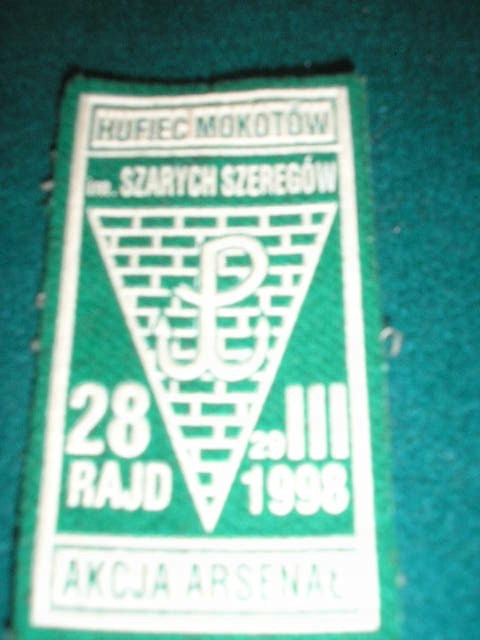 HUFIEC MOKOTÓW
im. SZARYCH SZEREGÓW
28 29 III
RAJD 1998
AKCJA ARSENAŁ